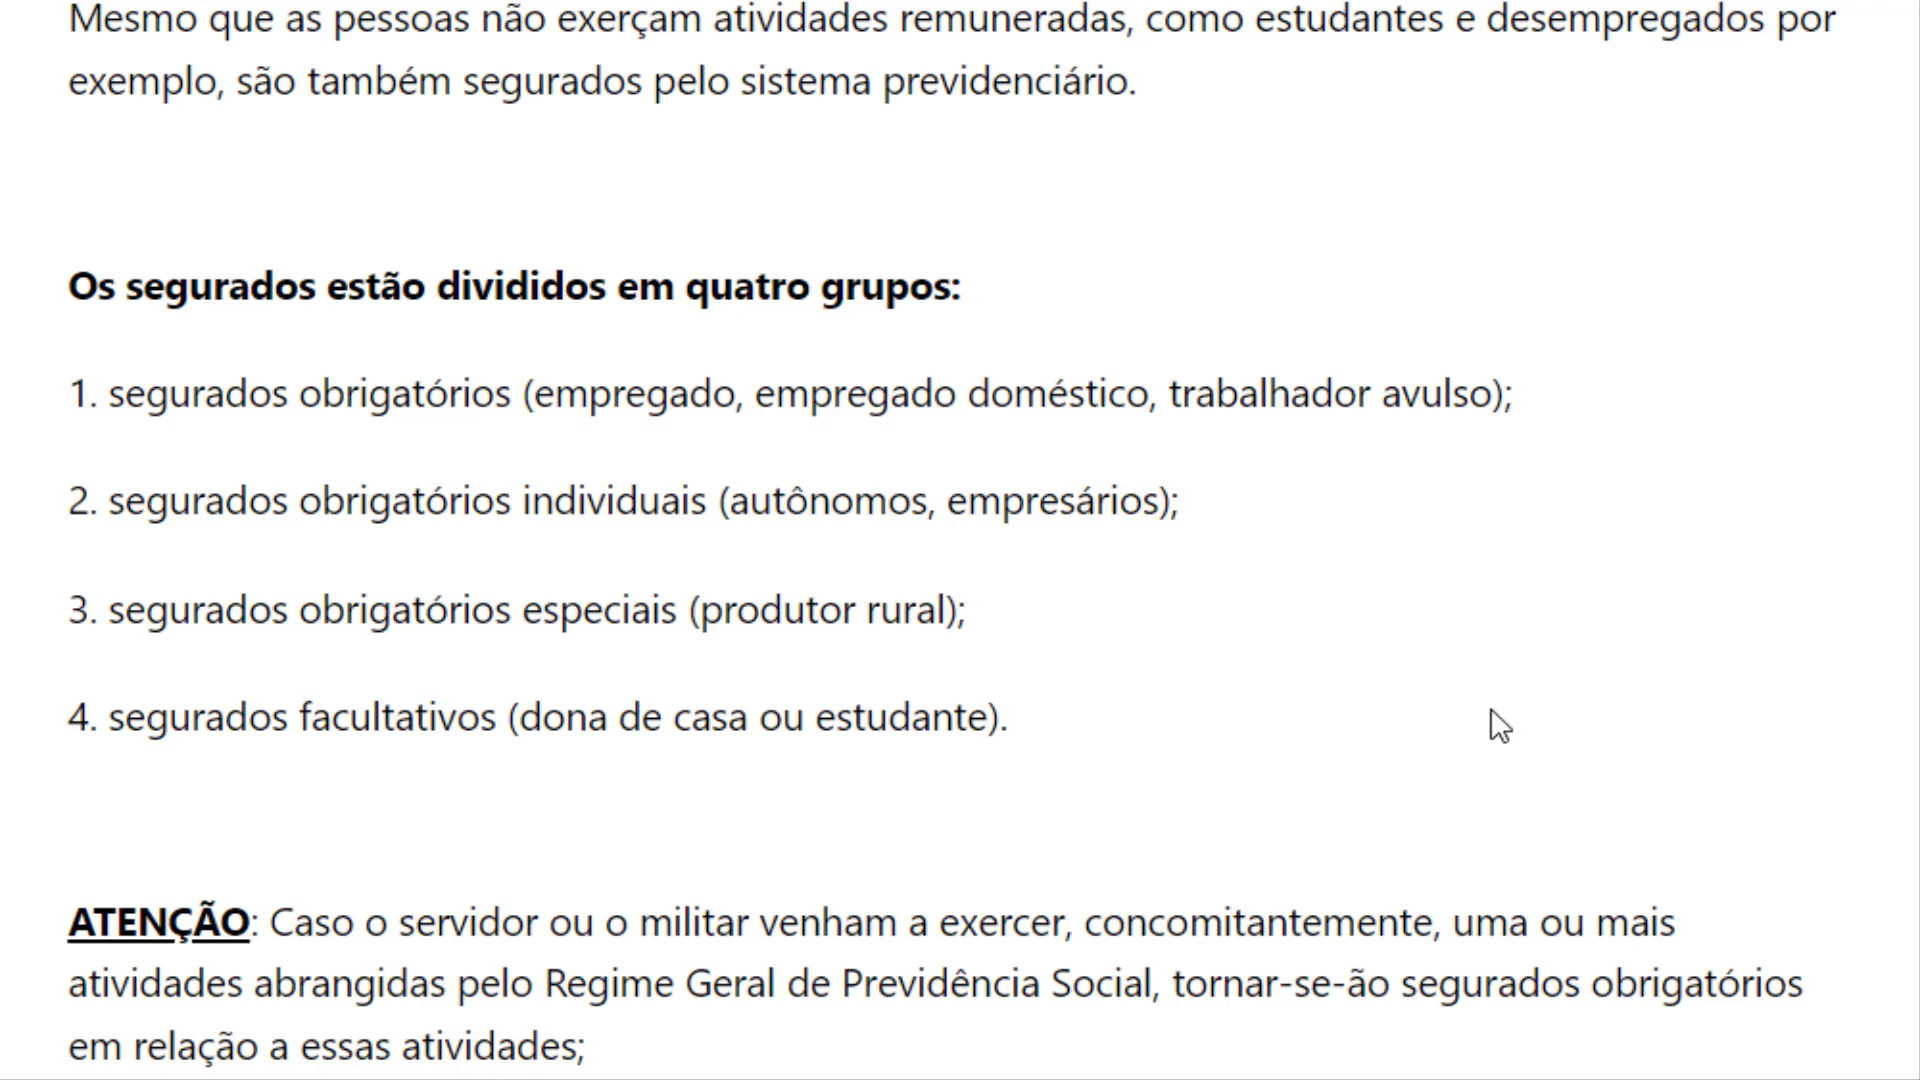 Mesmo que as pessoas não exerçam atividades remuneradas, como estudantes e desempregados por
exemplo, são também segurados pelo sistema previdenciário.
Os segurados estão divididos em quatro grupos:
1. segurados obrigatórios (empregado, empregado doméstico, trabalhador avulso);
2. segurados obrigatórios individuais (autônomos, empresários);
3. segurados obrigatórios especiais (produtor rural);
4. segurados facultativos (dona de casa ou estudante).
ATENÇÃO: Caso o servidor ou o militar venham a exercer, concomitantemente, uma ou mais
atividades abrangidas pelo Regime Geral de Previdência Social, tornar-se-ão segurados obrigatórios
em relação a essas atividades;